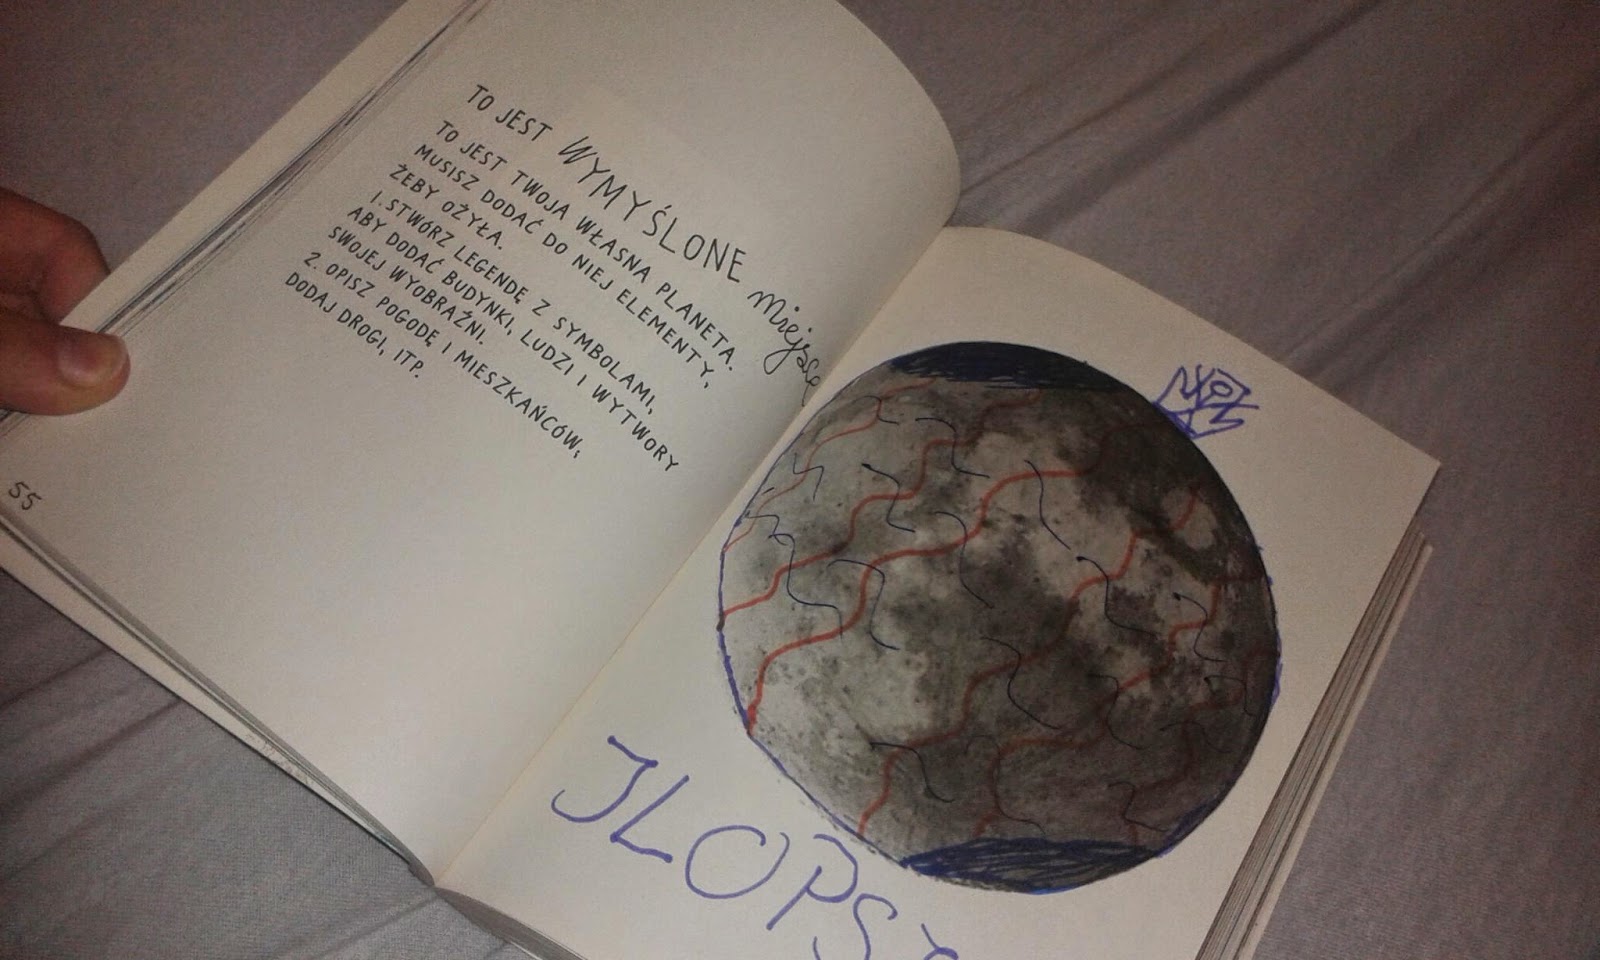 TO JEST WYMYŚLONE miejsce
TO JEST TWOJA WŁASNA PLANETA.
MUSISZ DODAĆ DO NIEJ ELEMENTY,
ŻEBY OŻYŁA.
1. STWÓRZ LEGENDĘ Z SYMBOLAMI,
ABY DODAĆ BUDYNKI, LUDZI I WYTWORY
SWOJEJ WYOBRAŹNI.
2. OPISZ POGODĘ I MIESZKAŃCÓW,
DODAJ DROGI, ITP.
55
JLOPS